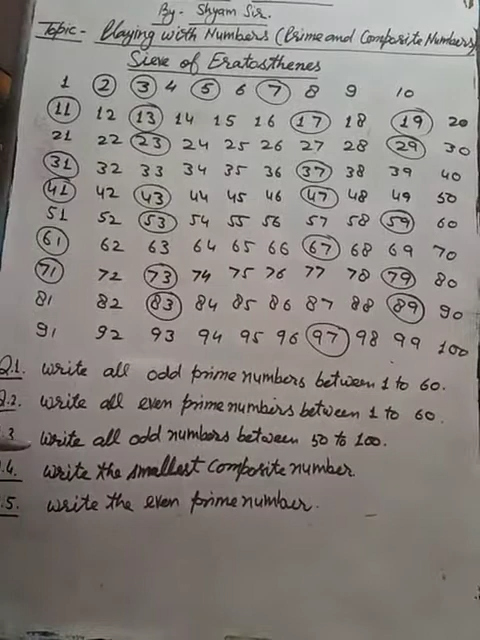 By- Shyam Sir.
Topic- Playing with Numbers (Prime and Composite Numbers)
Sieve of Eratosthenes
1 2 3 4 5 6 7 8 9 10
11 12 13 14 15 16 17 18 19 20
21 22 23 24 25 26 27 28 29 30
31 32 33 34 35 36 37 38 39 40
41 42 43 44 45 46 47 48 49 50
51 52 53 54 55 56 57 58 59 60
61 62 63 64 65 66 67 68 69 70
71 72 73 74 75 76 77 78 79 80
81 82 83 84 85 86 87 88 89 90
91 92 93 94 95 96 97 98 99 100
Q.1. write all odd prime numbers between 1 to 60.
2.2. write all even prime numbers between 1 to 60.
.3 write all odd numbers between 50 to 100.
.4. write the smallest composite number.
.5. write the even prime number.